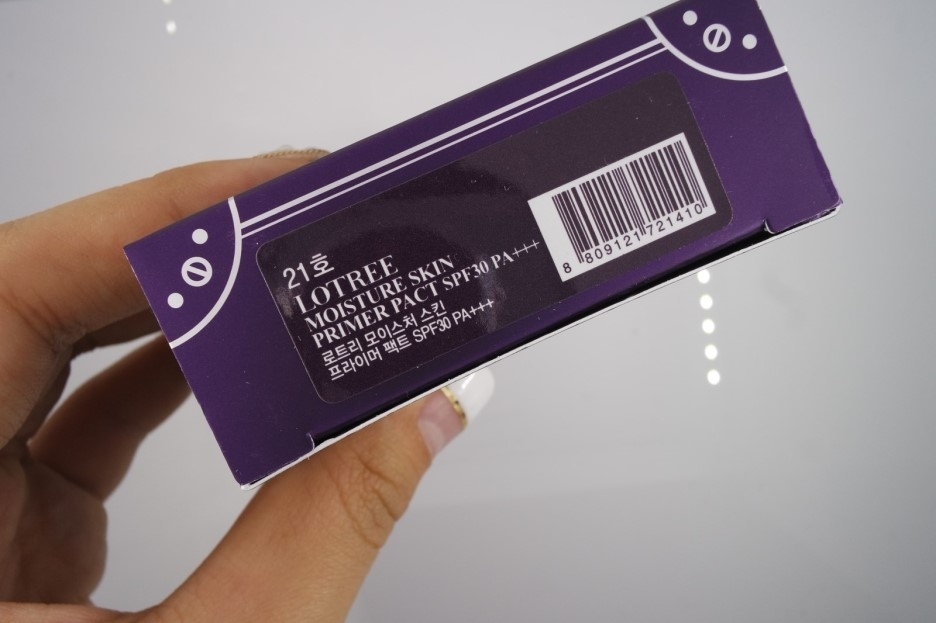 21호
LOTREE
MOISTURE SKIN
PRIMER PACT SPF30 PA+++
로트리 모이스처 스킨
프라이머 팩트 SPF30 PA+++
8 809121 721410